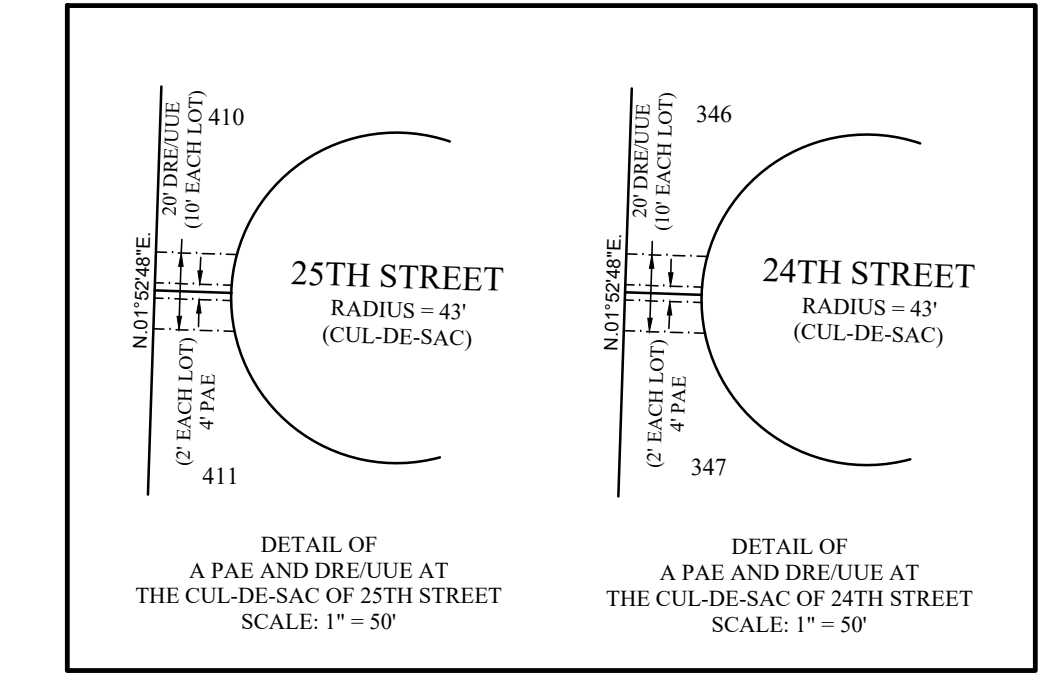 20' DRE/UUE
(10' EACH LOT)
410
N.01°52'48"E.
25TH STREET
RADIUS = 43'
(CUL-DE-SAC)
(2' EACH LOT)
4' PAE
411
DETAIL OF
A PAE AND DRE/UUE AT
THE CUL-DE-SAC OF 25TH STREET
SCALE: 1" = 50'
20' DRE/UUE
(10' EACH LOT)
346
N.01°52'48"E.
24TH STREET
RADIUS = 43'
(CUL-DE-SAC)
(2' EACH LOT)
4' PAE
347
DETAIL OF
A PAE AND DRE/UUE AT
THE CUL-DE-SAC OF 24TH STREET
SCALE: 1" = 50'